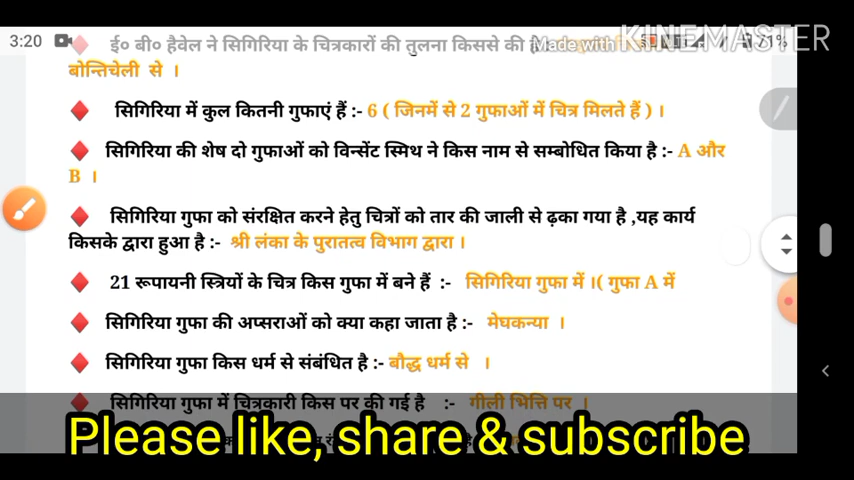 3:20
Made with KINEMASTER
71%
ई० बी० हैवेल ने सिगिरिया के चित्रकारों की तुलना किससे की
बोन्तिचेली से ।
सिगिरिया में कुल कितनी गुफाएं हैं :- 6 ( जिनमें से 2 गुफाओं में चित्र मिलते हैं ) ।
सिगिरिया की शेष दो गुफाओं को विन्सेंट स्मिथ ने किस नाम से सम्बोधित किया है :- A और
B ।
सिगिरिया गुफा को संरक्षित करने हेतु चित्रों को तार की जाली से ढ़का गया है ,यह कार्य
किसके द्वारा हुआ है :- श्री लंका के पुरातत्व विभाग द्वारा ।
21 रूपायनी स्त्रियों के चित्र किस गुफा में बने हैं :- सिगिरिया गुफा में ।( गुफा A में
सिगिरिया गुफा की अप्सराओं को क्या कहा जाता है :- मेघकन्या ।
सिगिरिया गुफा किस धर्म से संबंधित है :- बौद्ध धर्म से ।
सिगिरिया गुफा में चित्रकारी किस पर की गई है :- गीली भित्ति पर ।
Please like, share & subscribe